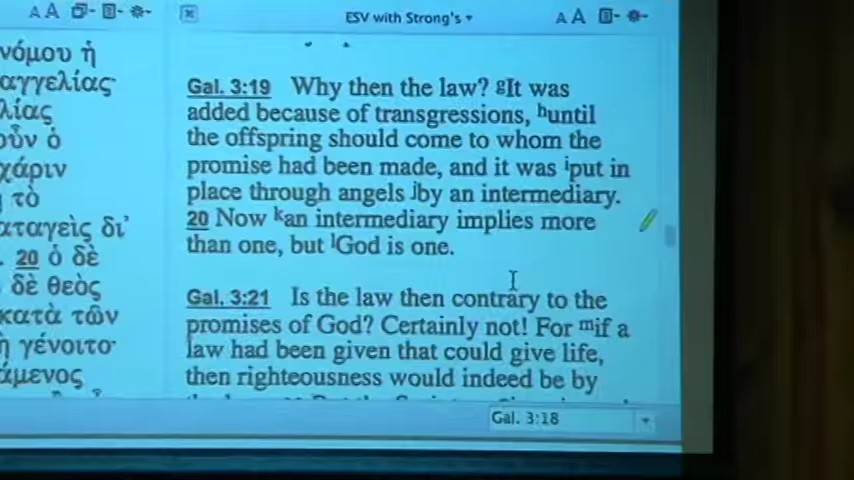 AA
ESV with Strong's
AA
νόμου ἡ
αγγελίας·
λίας
οὖν ὁ
χάριν
τὸ
αταγεὶς δι'
. 20 ὁ δὲ
δὲ θεὸς
κατὰ τῶν
ὴ γένοιτο·
άμενος
Gal. 3:19 Why then the law? gIt was
added because of transgressions, huntil
the offspring should come to whom the
promise had been made, and it was iput in
place through angels jby an intermediary.
20 Now kan intermediary implies more
than one, but lGod is one.
Gal. 3:21 Is the law then contrary to the
promises of God? Certainly not! For mif a
law had been given that could give life,
then righteousness would indeed be by
Gal. 3:18